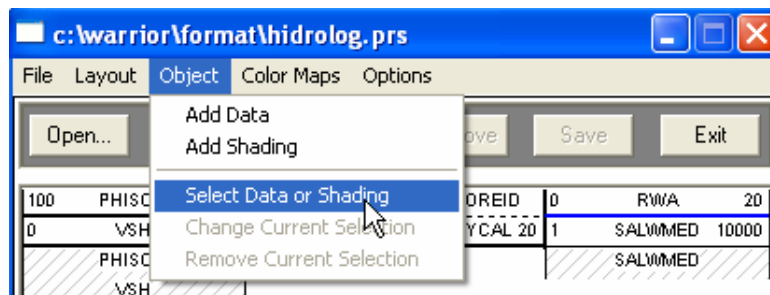 c:\warrior\format\hidrolog.prs
File Layout Object Color Maps Options
Add Data
Add Shading
Open... Save Exit
Select Data or Shading
Change Current Selection
Remove Current Selection
100 OREID 0 RWA 20
0 VSH YCAL 20 1 SALWMED 10000
SALWMED
VSH